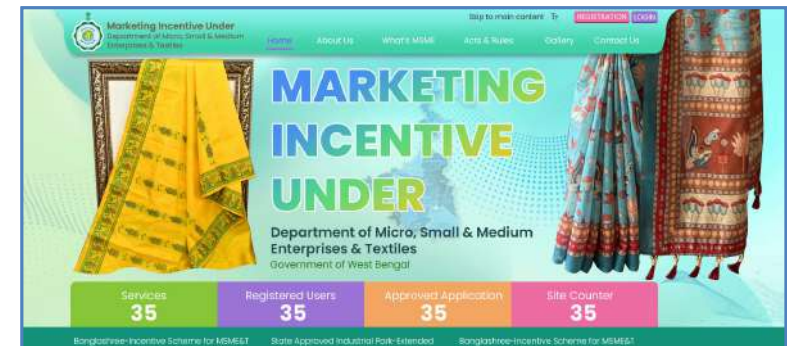 Skip to main content Tr REGISTRATION LOGIN
Marketing Incentive Under
Department of Micro, Small & Medium
Enterprises & Textiles
Home About Us What's MSME Acts & Rules Gallery Contact Us
MARKETING
INCENTIVE
UNDER
Department of Micro, Small & Medium
Enterprises & Textiles
Government of West Bengal
Services Registered Users Approved Application Site Counter
35 35 35 35
Banglashree-Incentive Scheme for MSME&T State Approved Industrial Park-Extended Banglashree-Incentive Scheme for MSME&T